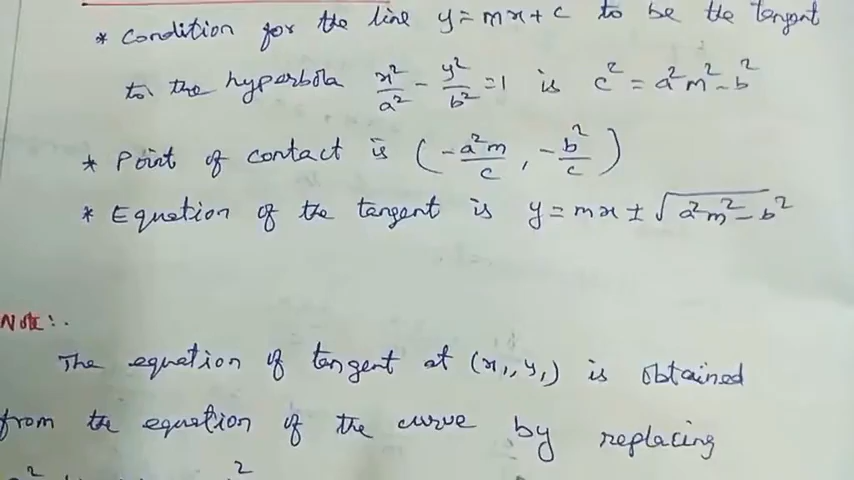 * Condition for the line y = mx + c to be the tangent
to the hyperbola x²/a² - y²/b² = 1 is c² = a²m² - b²
* Point of contact is (-a²m/c, -b²/c)
* Equation of the tangent is y = mx ± √(a²m² - b²)
Note:.
The equation of tangent at (x₁, y₁) is obtained
from the equation of the curve by replacing